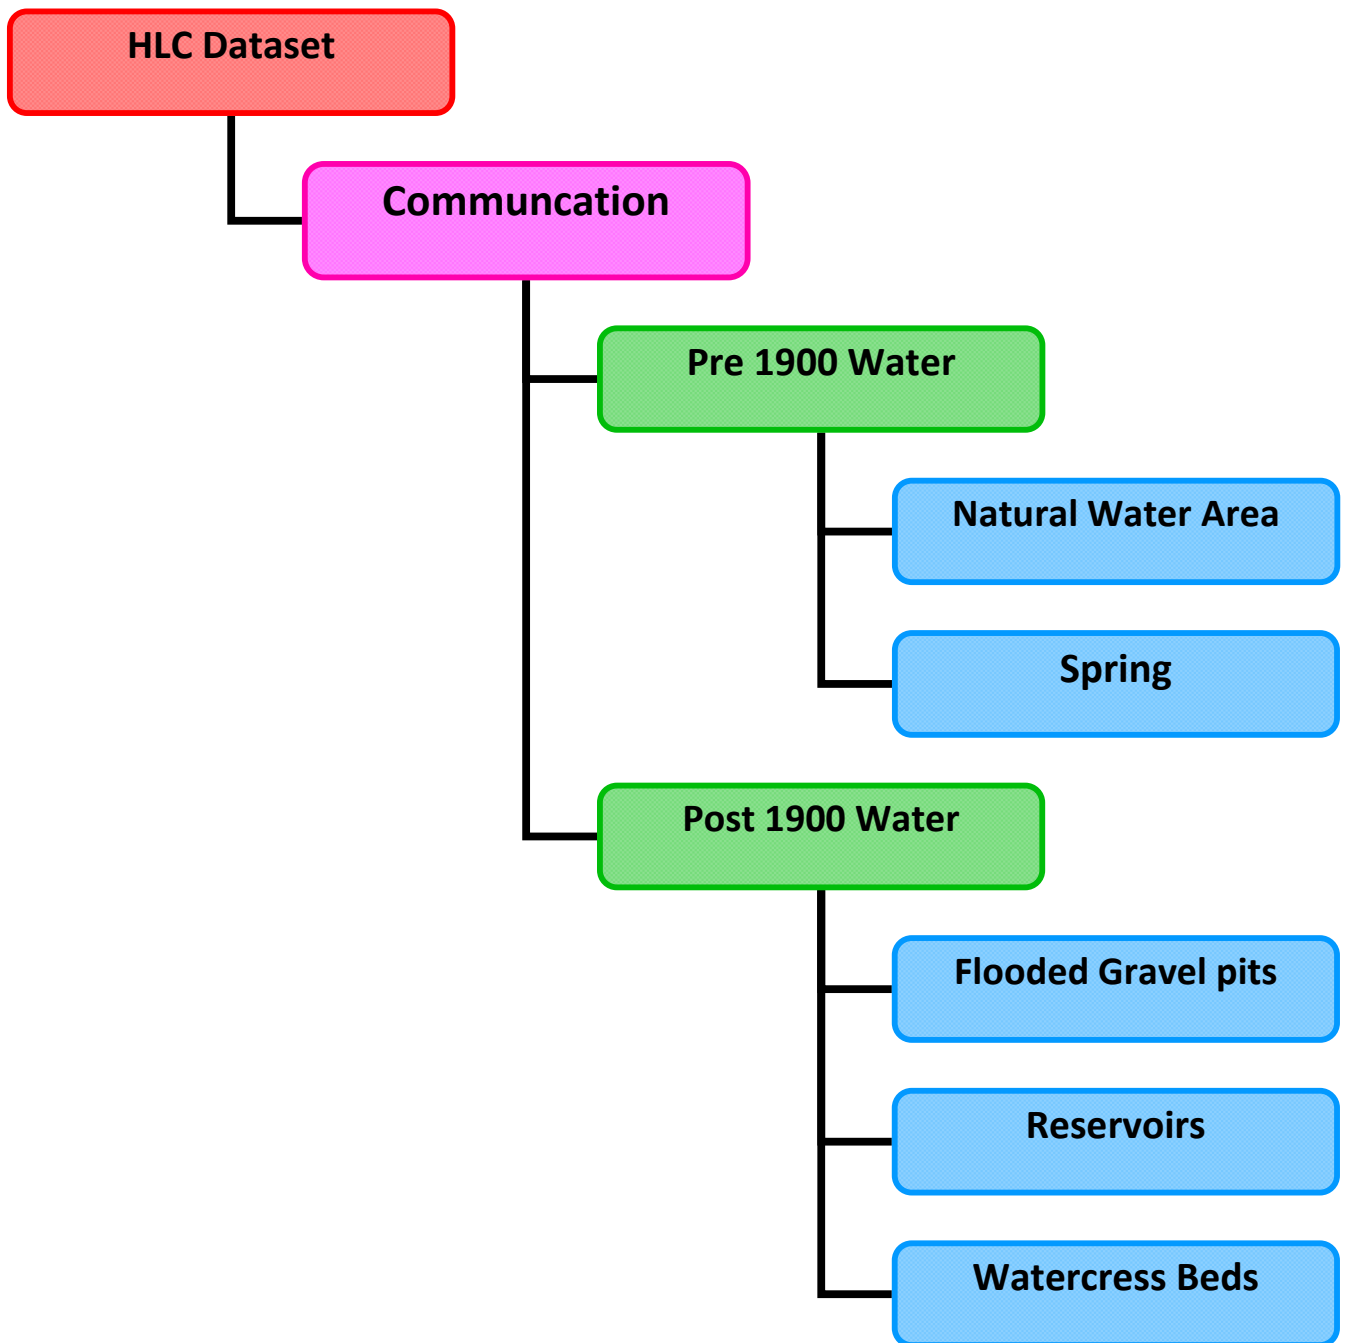 HLC Dataset
Communcation
Pre 1900 Water
Natural Water Area
Spring
Post 1900 Water
Flooded Gravel pits
Reservoirs
Watercress Beds